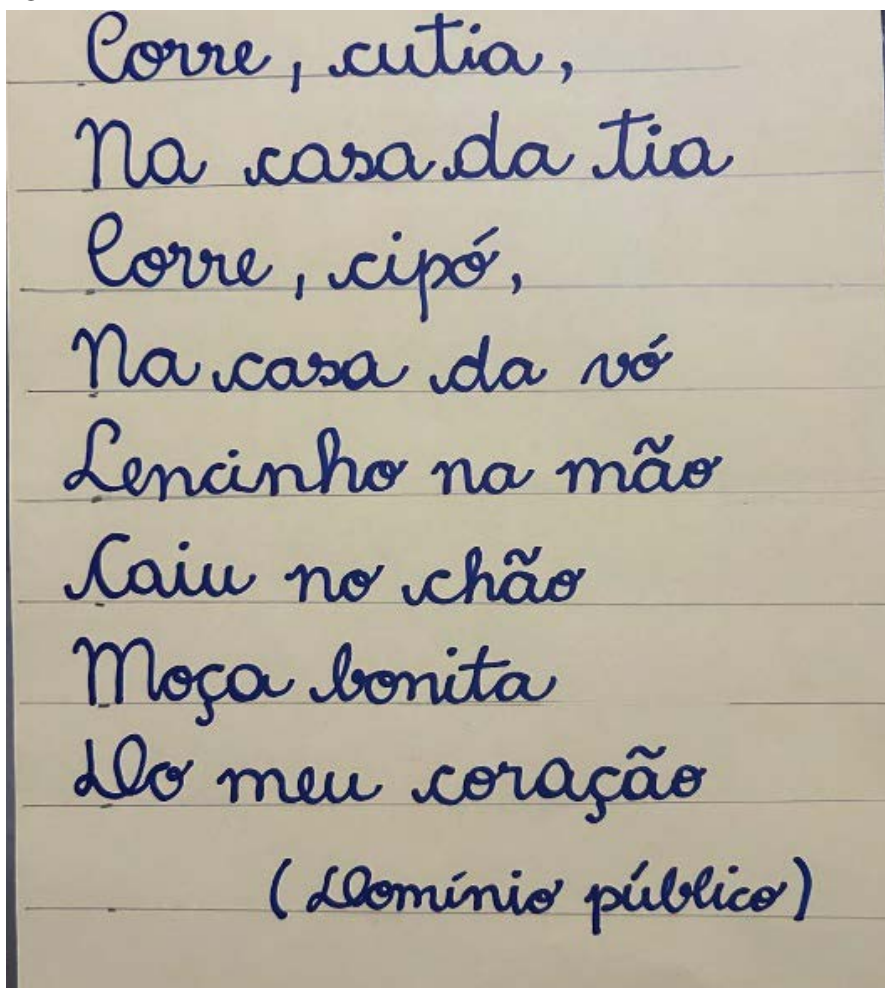 Corre, cutia,
Na casa da tia
Corre, cipó,
Na casa da vó
Lencinho na mão
Caiu no chão
Moça bonita
Do meu coração
(Domínio público)